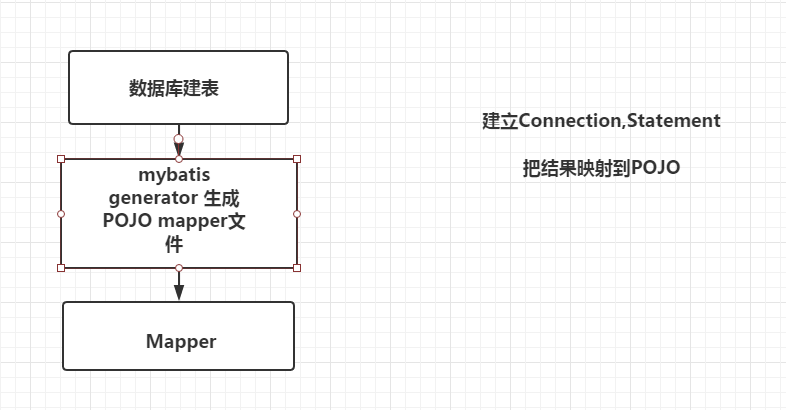 数据库建表
建立Connection,Statement
把结果映射到POJO
mybatis
generator 生成
POJO mapper文
件
Mapper